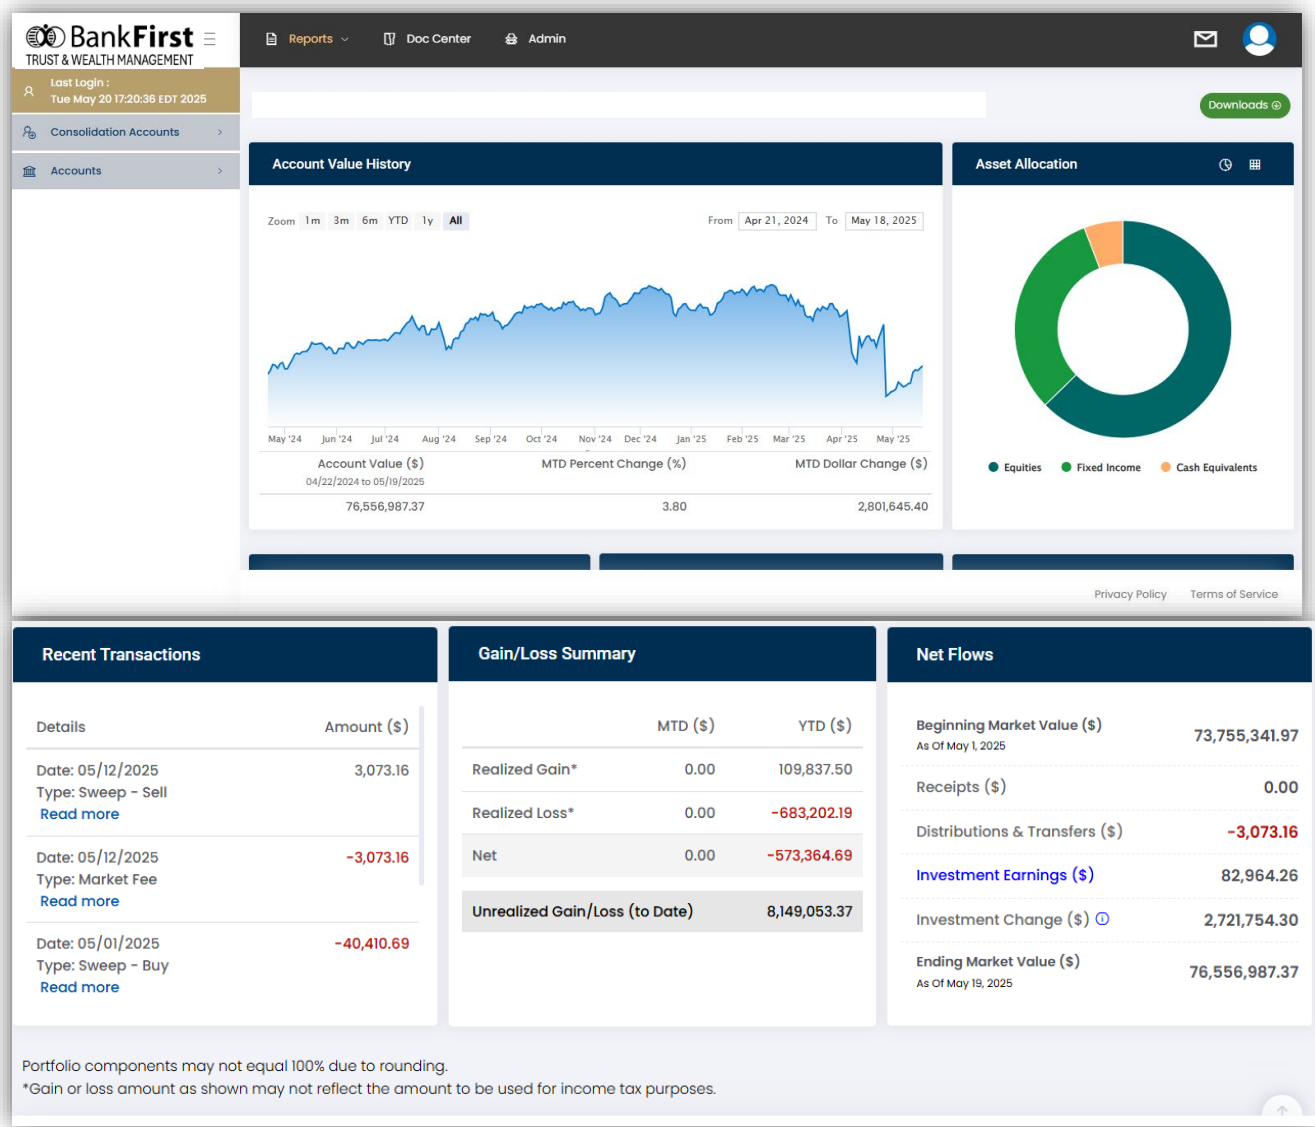 BankFirst
TRUST & WEALTH MANAGEMENT
Reports
Doc Center
Admin
Last Login :
Tue May 20 17:20:36 EDT 2025
Consolidation Accounts
Accounts
Downloads
Account Value History
Zoom 1m 3m 6m YTD 1y All
From Apr 21, 2024 To May 18, 2025
May '24 Jun '24 Jul '24 Aug '24 Sep '24 Oct '24 Nov '24 Dec '24 Jan '25 Feb '25 Mar '25 Apr '25 May '25
Account Value ($) MTD Percent Change (%) MTD Dollar Change ($)
04/22/2024 to 05/19/2025
76,556,987.37 3.80 2,801,645.40
Asset Allocation
Equities Fixed Income Cash Equivalents
Privacy Policy Terms of Service
Recent Transactions
Details Amount ($)
Date: 05/12/2025 3,073.16
Type: Sweep - Sell
Read more
Date: 05/12/2025 -3,073.16
Type: Market Fee
Read more
Date: 05/01/2025 -40,410.69
Type: Sweep - Buy
Read more
Gain/Loss Summary
MTD ($) YTD ($)
Realized Gain* 0.00 109,837.50
Realized Loss* 0.00 -683,202.19
Net 0.00 -573,364.69
Unrealized Gain/Loss (to Date) 8,149,053.37
Net Flows
Beginning Market Value ($) 73,755,341.97
As Of May 1, 2025
Receipts ($) 0.00
Distributions & Transfers ($) -3,073.16
Investment Earnings ($) 82,964.26
Investment Change ($) 2,721,754.30
Ending Market Value ($) 76,556,987.37
As Of May 19, 2025
Portfolio components may not equal 100% due to rounding.
*Gain or loss amount as shown may not reflect the amount to be used for income tax purposes.